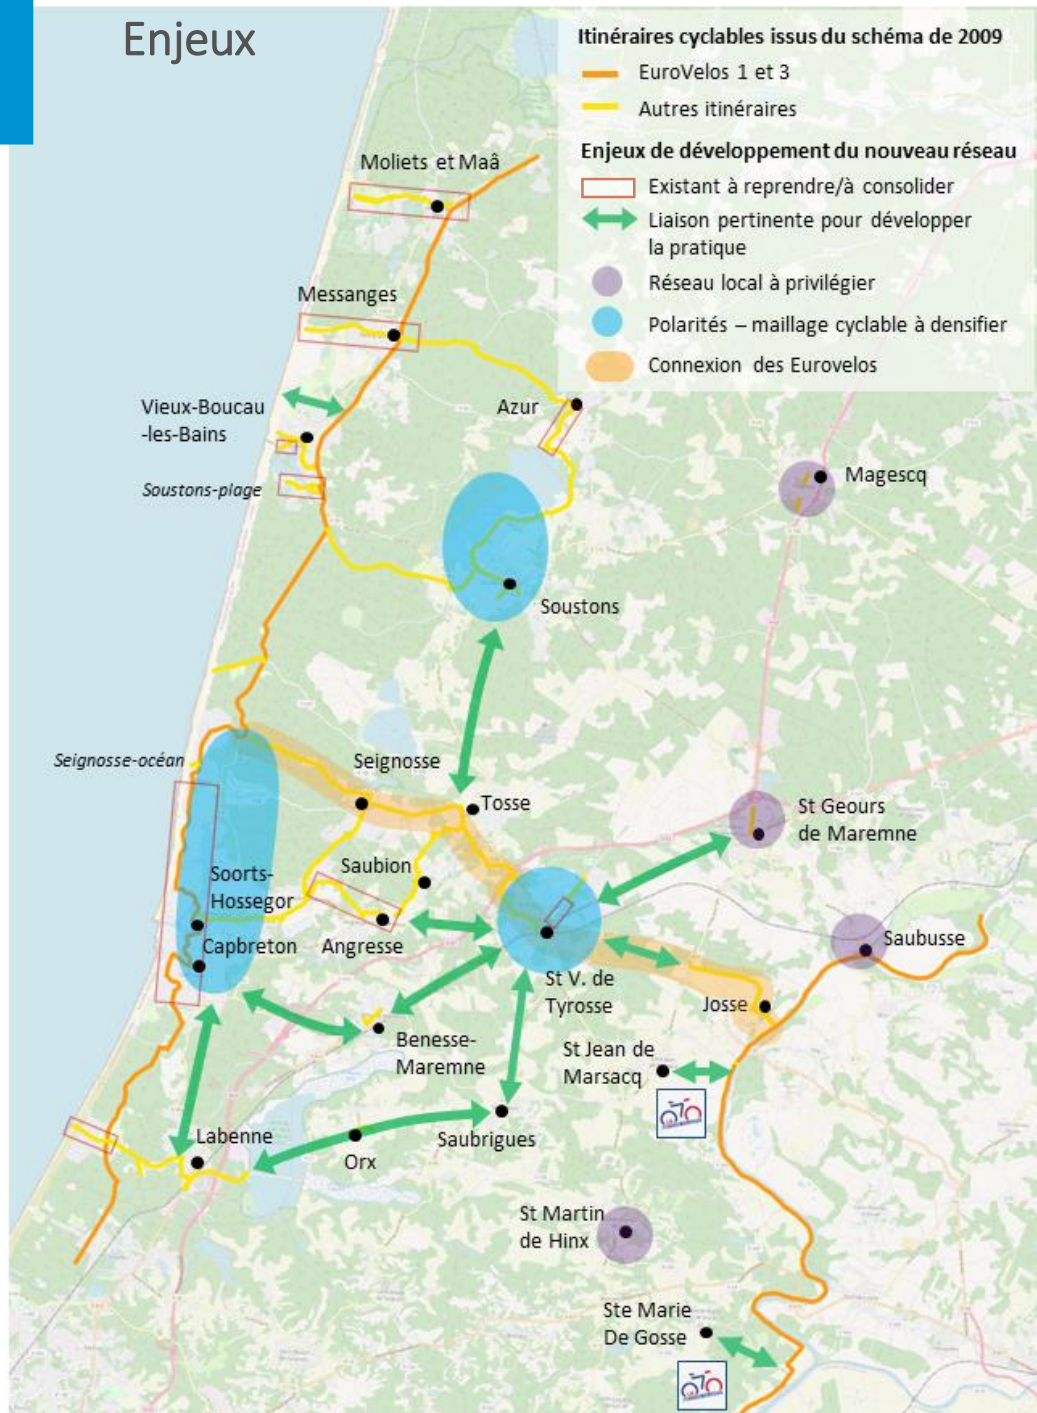 Enjeux
Itinéraires cyclables issus du schéma de 2009
EuroVelos 1 et 3
Autres itinéraires
Enjeux de développement du nouveau réseau
Existant à reprendre/à consolider
Liaison pertinente pour développer
la pratique
Réseau local à privilégier
Polarités – maillage cyclable à densifier
Connexion des Eurovelos
Moliets et Maâ
Messanges
Vieux-Boucau
-les-Bains
Azur
Soustons-plage
Magescq
Soustons
Seignosse-océan
Seignosse
Tosse
St Geours
de Maremne
Saubion
Soorts-
Hossegor
Capbreton
Angresse
Saubusse
St V. de
Tyrosse
Josse
Benesse-
Maremne
St Jean de
Marsacq
Labenne
Orx
Saubrigues
St Martin
de Hinx
Ste Marie
De Gosse